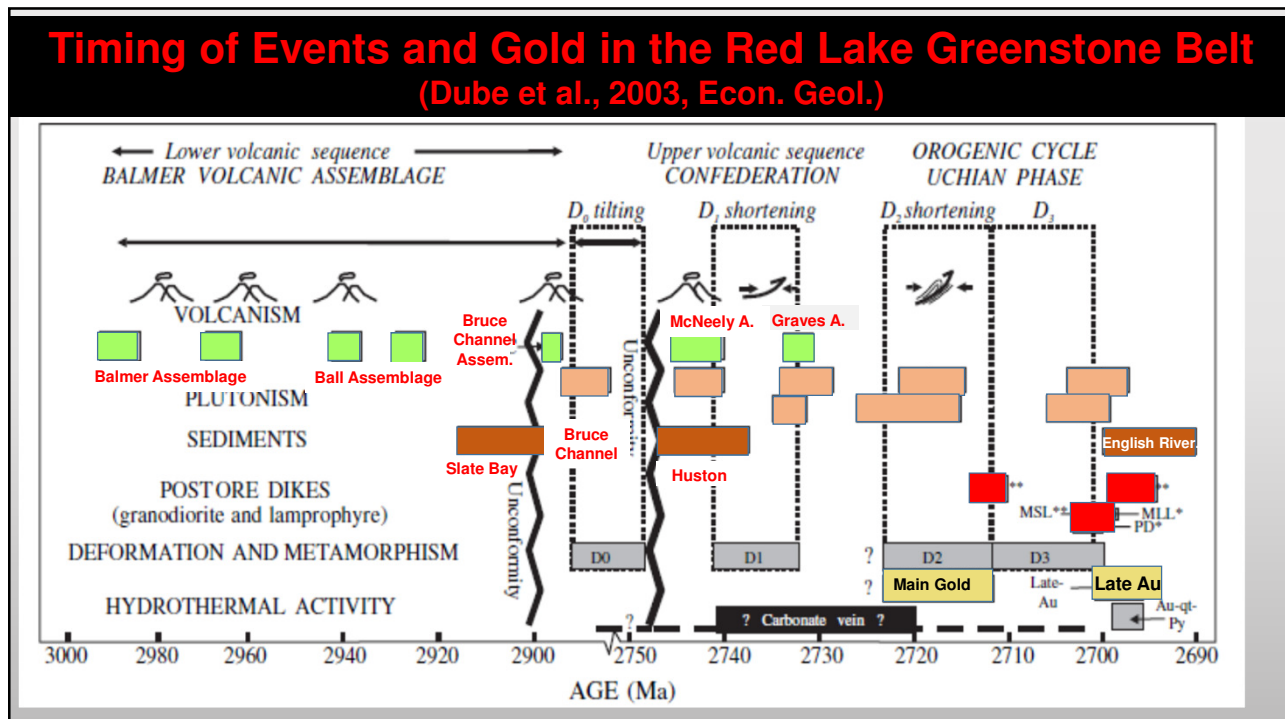 Timing of Events and Gold in the Red Lake Greenstone Belt
(Dube et al., 2003, Econ. Geol.)
Lower volcanic sequence
BALMER VOLCANIC ASSEMBLAGE
Upper volcanic sequence
CONFEDERATION
OROGENIC CYCLE
UCHIAN PHASE
D0 tilting
D1 shortening
D2 shortening
D3
VOLCANISM
Bruce
Channel
Assem.
McNeely A.
Graves A.
Balmer Assemblage
Ball Assemblage
PLUTONISM
Unconformity
SEDIMENTS
Slate Bay
Bruce
Channel
Huston
English River
Unconformity
POSTORE DIKES
(granodiorite and lamprophyre)
**
**
MSL**
MLL*
PD*
DEFORMATION AND METAMORPHISM
D0
D1
?
D2
D3
HYDROTHERMAL ACTIVITY
?
Main Gold
Late-
Au
Late Au
?
? Carbonate vein ?
Au-qt-
Py
3000
2980
2960
2940
2920
2900
2750
2740
2730
2720
2710
2700
2690
AGE (Ma)